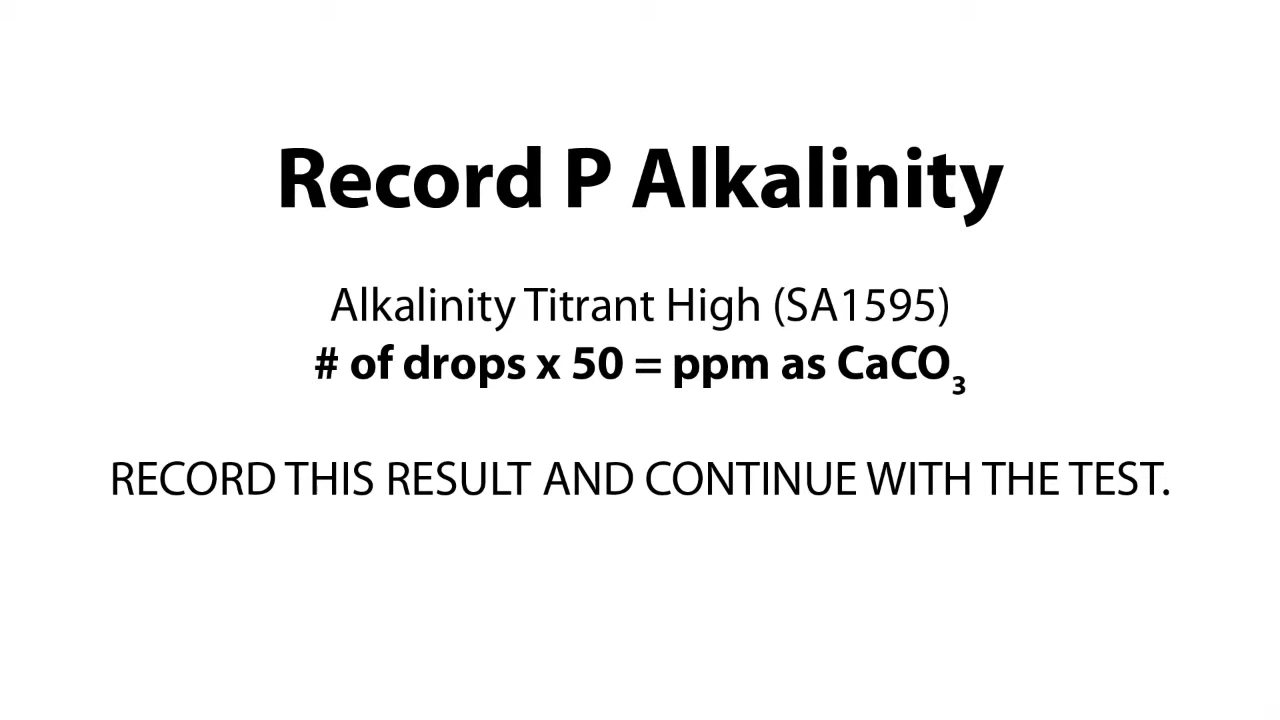 Record P Alkalinity
Alkalinity Titrant High (SA1595)
# of drops x 50 = ppm as CaCO₃
RECORD THIS RESULT AND CONTINUE WITH THE TEST.